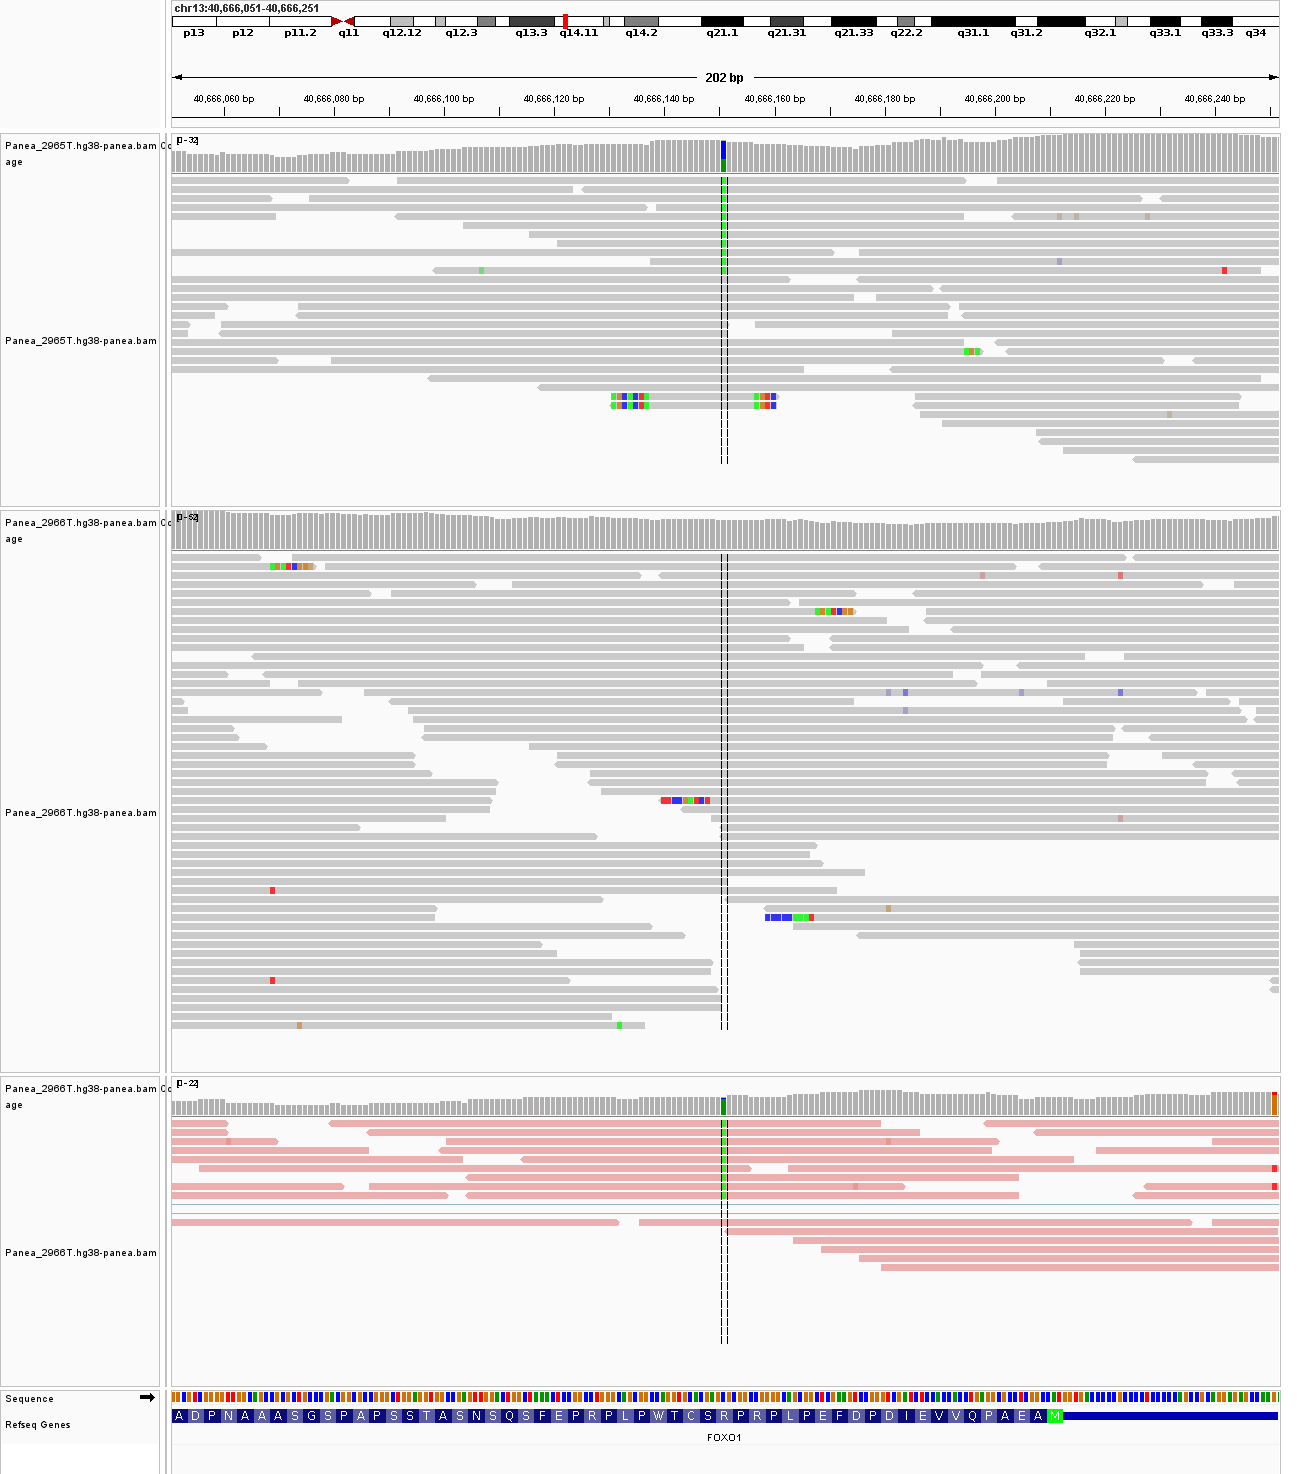 chr13:40,666,051-40,666,251
p13 p12 p11.2 q11 q12.12 q12.3 q13.3 q14.11 q14.2 q21.1 q21.31 q21.33 q22.2 q31.1 q31.2 q32.1 q33.1 q33.3 q34
202 bp
40,666,060 bp 40,666,080 bp 40,666,100 bp 40,666,120 bp 40,666,140 bp 40,666,160 bp 40,666,180 bp 40,666,200 bp 40,666,220 bp 40,666,240 bp
Panea_2965T.hg38-panea.bam Co
age
[0-32]
Panea_2965T.hg38-panea.bam
Panea_2966T.hg38-panea.bam Co
age
[0-52]
Panea_2966T.hg38-panea.bam
Panea_2966T.hg38-panea.bam Co
age
[0-22]
Panea_2966T.hg38-panea.bam
Sequence
Refseq Genes
A D P N A A A S G S P A P S S T A S N S Q S F E P R P L P W T C S R P R P L P E F D P D I E V V Q P A E A M
FOXO1